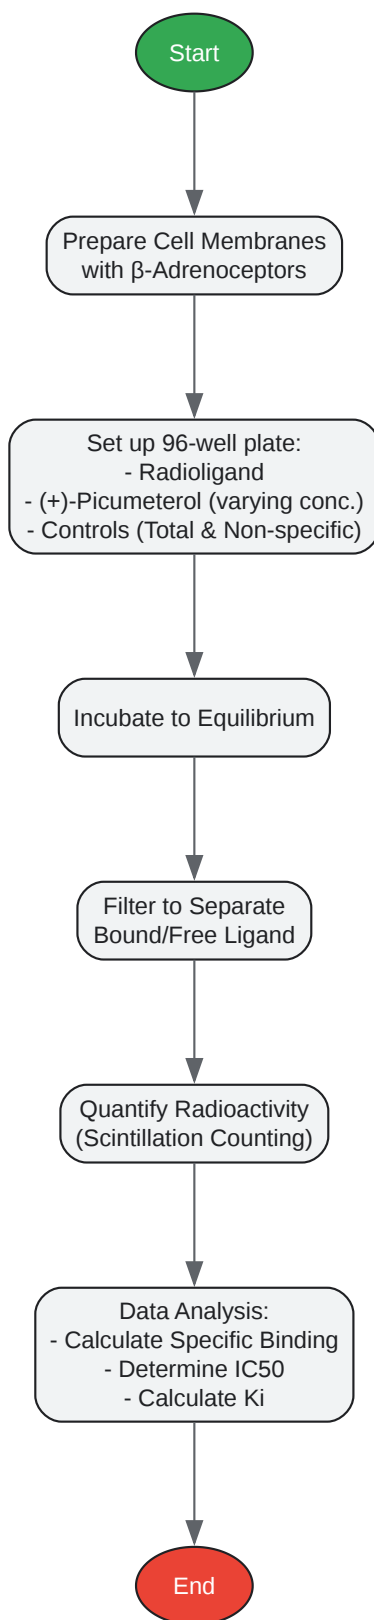 Start
Prepare Cell Membranes
with β-Adrenoceptors
Set up 96-well plate:
- Radioligand
- (+)-Picumeterol (varying conc.)
- Controls (Total & Non-specific)
Incubate to Equilibrium
Filter to Separate
Bound/Free Ligand
Quantify Radioactivity
(Scintillation Counting)
Data Analysis:
- Calculate Specific Binding
- Determine IC50
- Calculate Ki
End